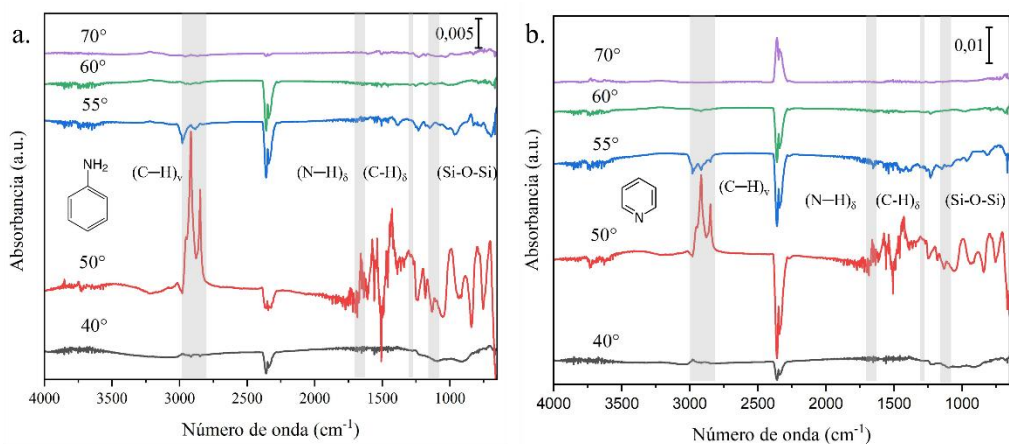 a.
0,005
70°
60°
55°
50°
40°
NH₂
(C–H)ᵥ
(N–H)δ
(C-H)δ
(Si-O-Si)
Absorbancia (a.u.)
4000 3500 3000 2500 2000 1500 1000
Número de onda (cm⁻¹)
b.
0,01
70°
60°
55°
50°
40°
N
(C–H)ᵥ
(N–H)δ
(C-H)δ
(Si-O-Si)
Absorbancia (a.u.)
4000 3500 3000 2500 2000 1500 1000
Número de onda (cm⁻¹)